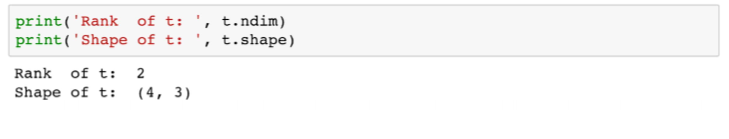 print('Rank  of t: ', t.ndim)
print('Shape of t: ', t.shape)
Rank  of t:  2
Shape of t:  (4, 3)